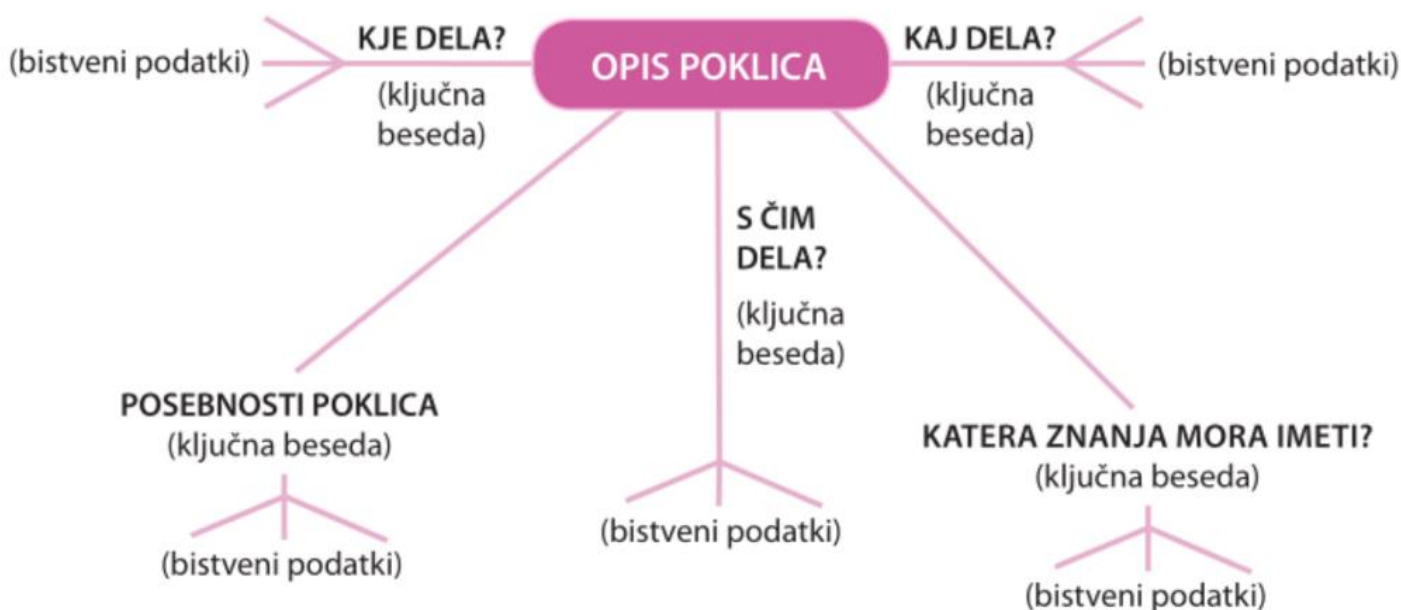 KJE DELA?
(bistveni podatki)
(ključna
beseda)
OPIS POKLICA
KAJ DELA?
(bistveni podatki)
(ključna
beseda)
S ČIM
DELA?
(ključna
beseda)
(bistveni podatki)
POSEBNOSTI POKLICA
(ključna beseda)
(bistveni podatki)
KATERA ZNANJA MORA IMETI?
(ključna beseda)
(bistveni podatki)